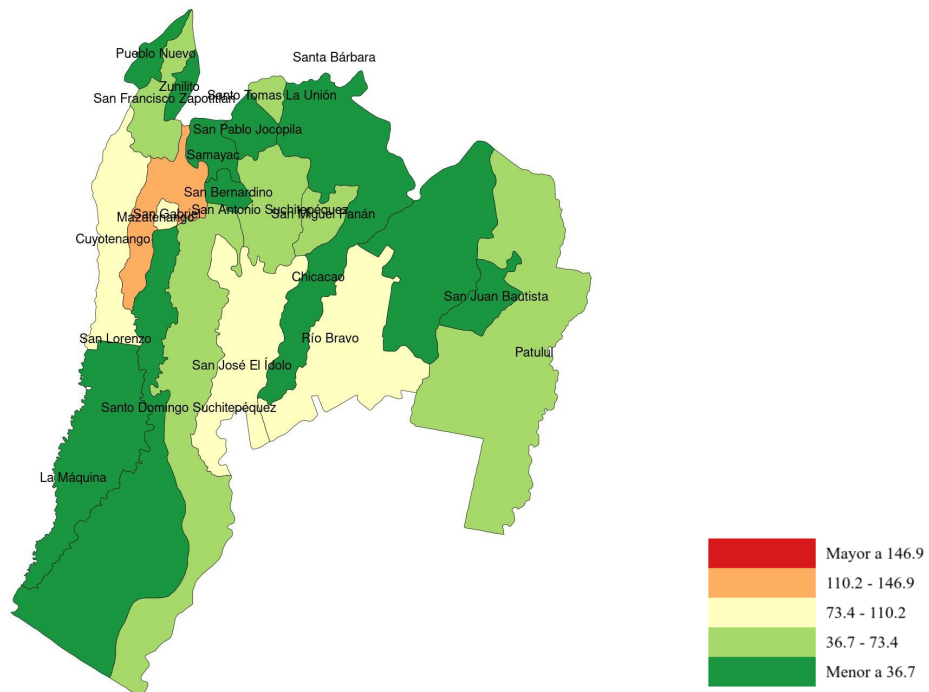 Pueblo Nuevo
Santa Bárbara
Zunilito
San Francisco Zapotitlán
Santo Tomas La Unión
San Pablo Jocopila
Samayac
San Bernardino
San Gabriel
Mazatenango
San Antonio Suchitepéquez
San Miguel Panán
Cuyotenango
Chicacao
San Juan Bautista
San Lorenzo
Río Bravo
Patulul
San José El Ídolo
Santo Domingo Suchitepéquez
La Máquina
Mayor a 146.9
110.2 - 146.9
73.4 - 110.2
36.7 - 73.4
Menor a 36.7